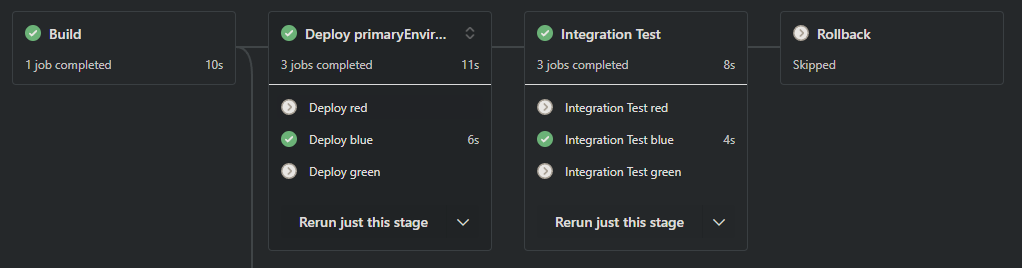 Build
1 job completed 10s
Deploy primaryEnvir...
3 jobs completed 11s
Deploy red
Deploy blue 6s
Deploy green
Rerun just this stage
Integration Test
3 jobs completed 8s
Integration Test red
Integration Test blue 4s
Integration Test green
Rerun just this stage
Rollback
Skipped